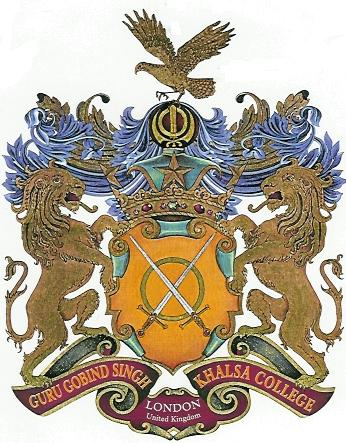 GURU GOBIND SINGH
KHALSA COLLEGE
LONDON
United Kingdom